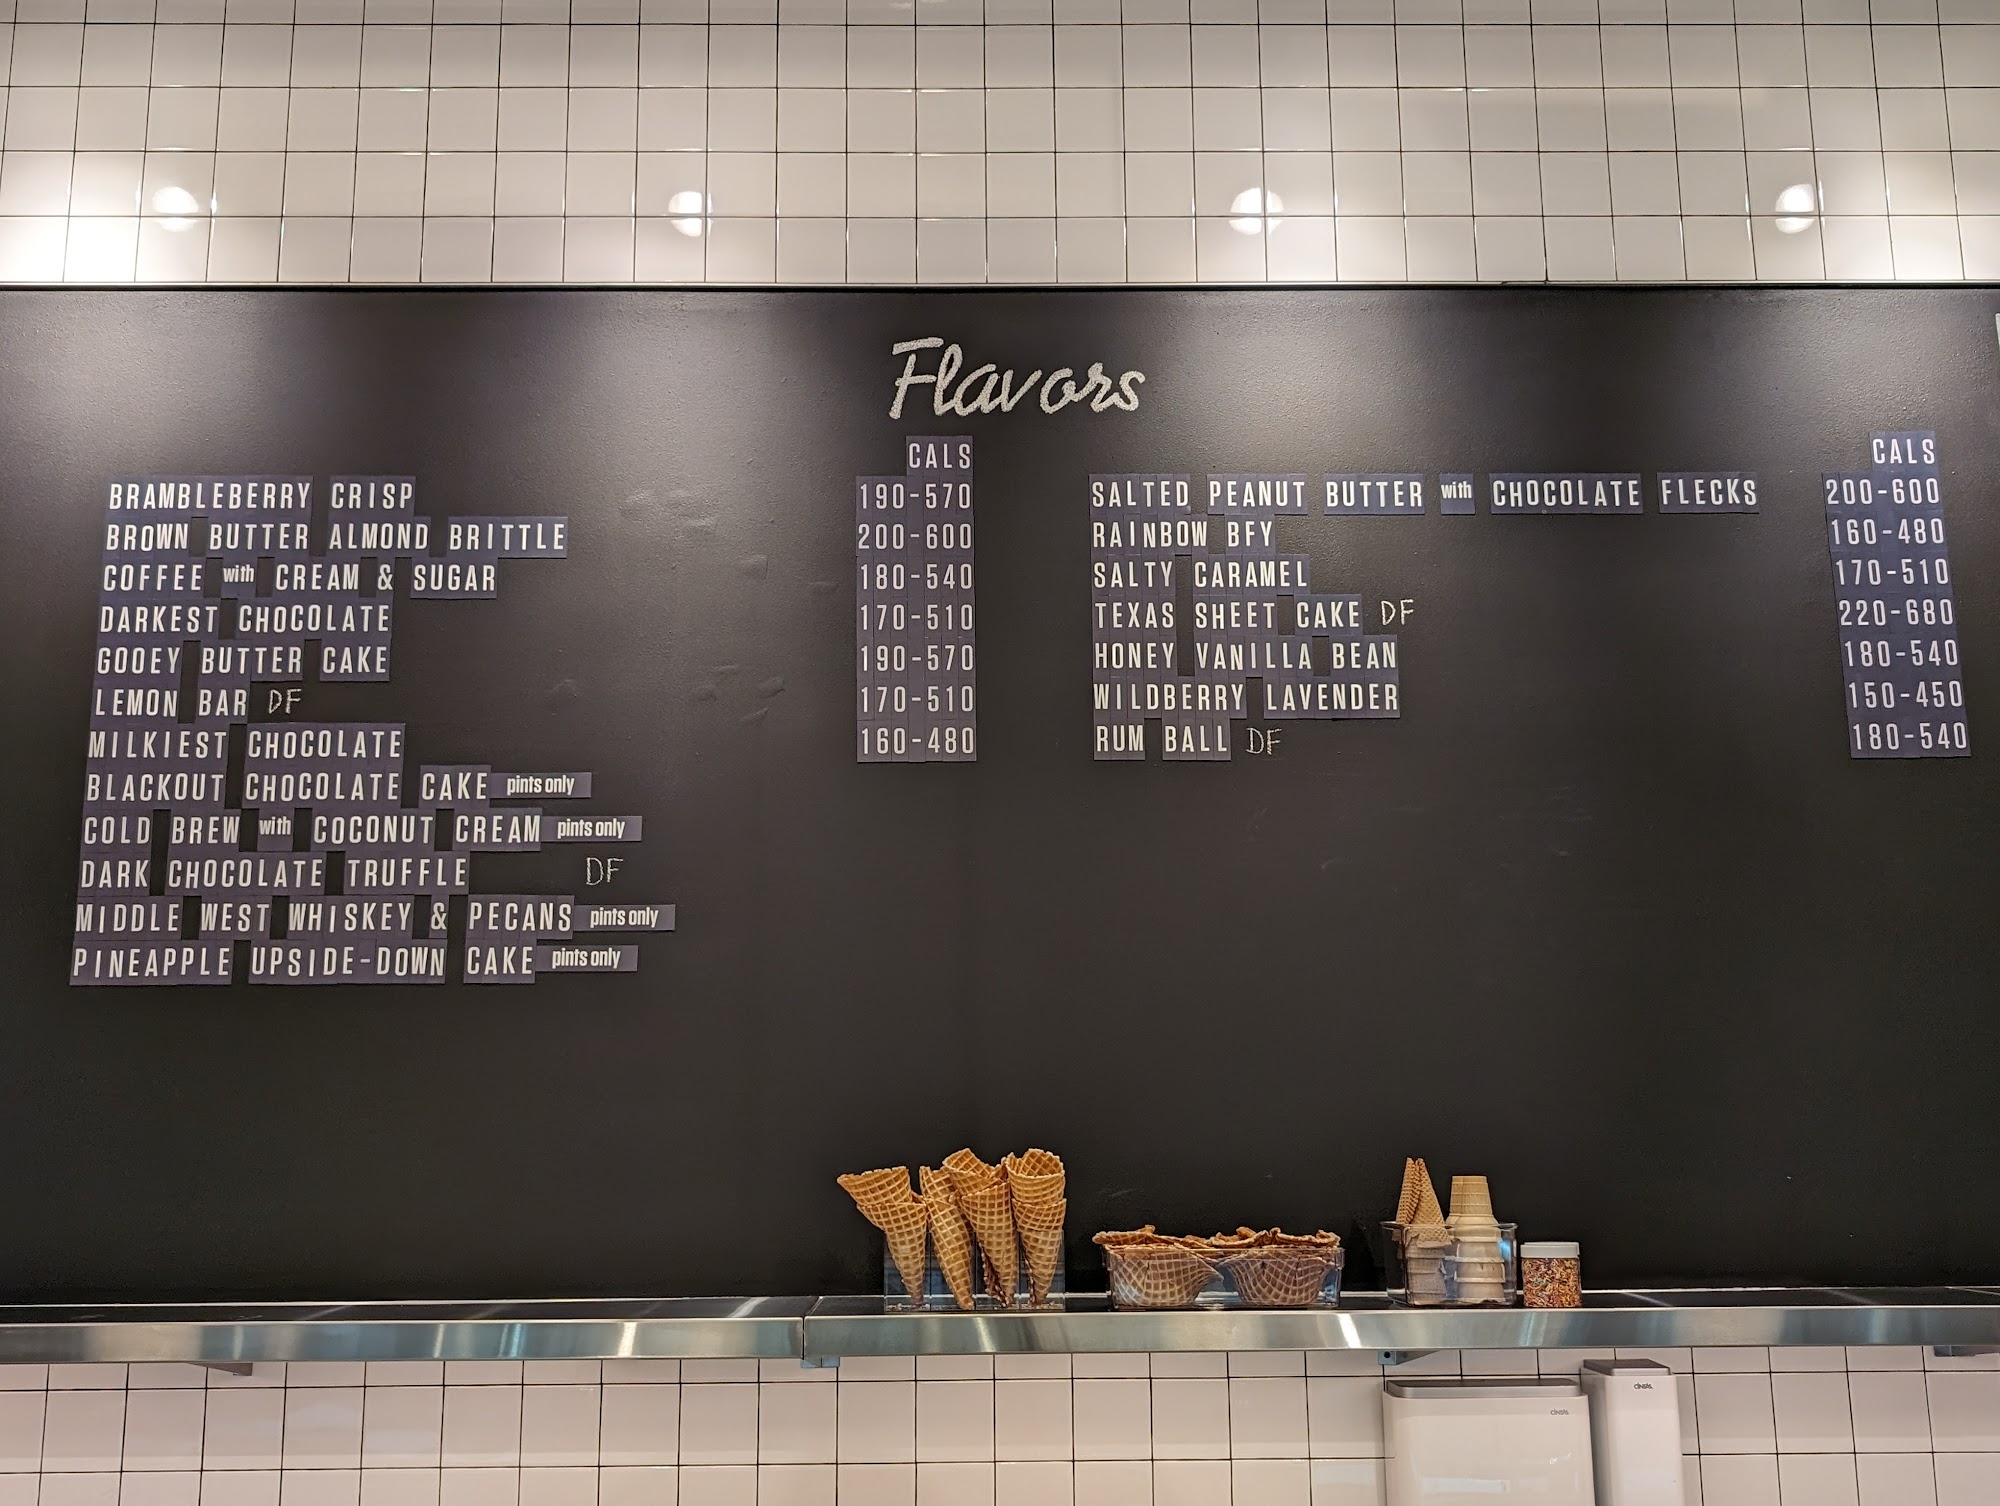 Flavors
CALS
BRAMBLEBERRY CRISP 190-570
BROWN BUTTER ALMOND BRITTLE 200-600
COFFEE with CREAM & SUGAR 180-540
DARKEST CHOCOLATE 170-510
GOOEY BUTTER CAKE 190-570
LEMON BAR DF 170-510
MILKIEST CHOCOLATE 160-480
BLACKOUT CHOCOLATE CAKE pints only
COLD BREW with COCONUT CREAM pints only
DARK CHOCOLATE TRUFFLE DF
MIDDLE WEST WHISKEY & PECANS pints only
PINEAPPLE UPSIDE-DOWN CAKE pints only
CALS
SALTED PEANUT BUTTER with CHOCOLATE FLECKS 200-600
RAINBOW BFY 160-480
SALTY CARAMEL 170-510
TEXAS SHEET CAKE DF 220-680
HONEY VANILLA BEAN 180-540
WILDBERRY LAVENDER 150-450
RUM BALL DF 180-540